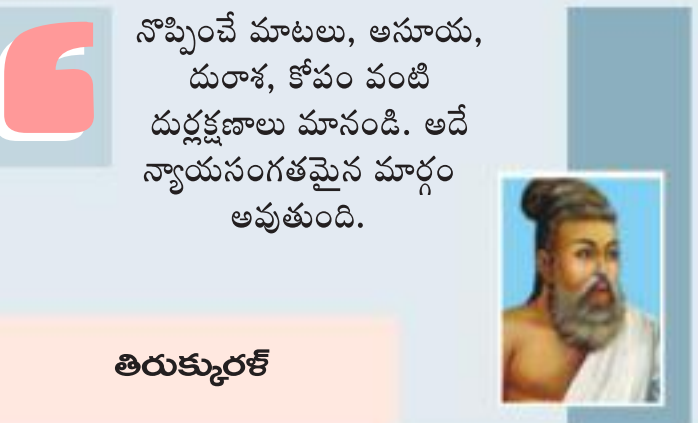 నొప్పించే మాటలు, అసూయ,
దురాశ, కోపం వంటి
దుర్లక్షణాలు మానండి. అదే
న్యాయసంగతమైన మార్గం
అవుతుంది.
తిరుక్కురళ్